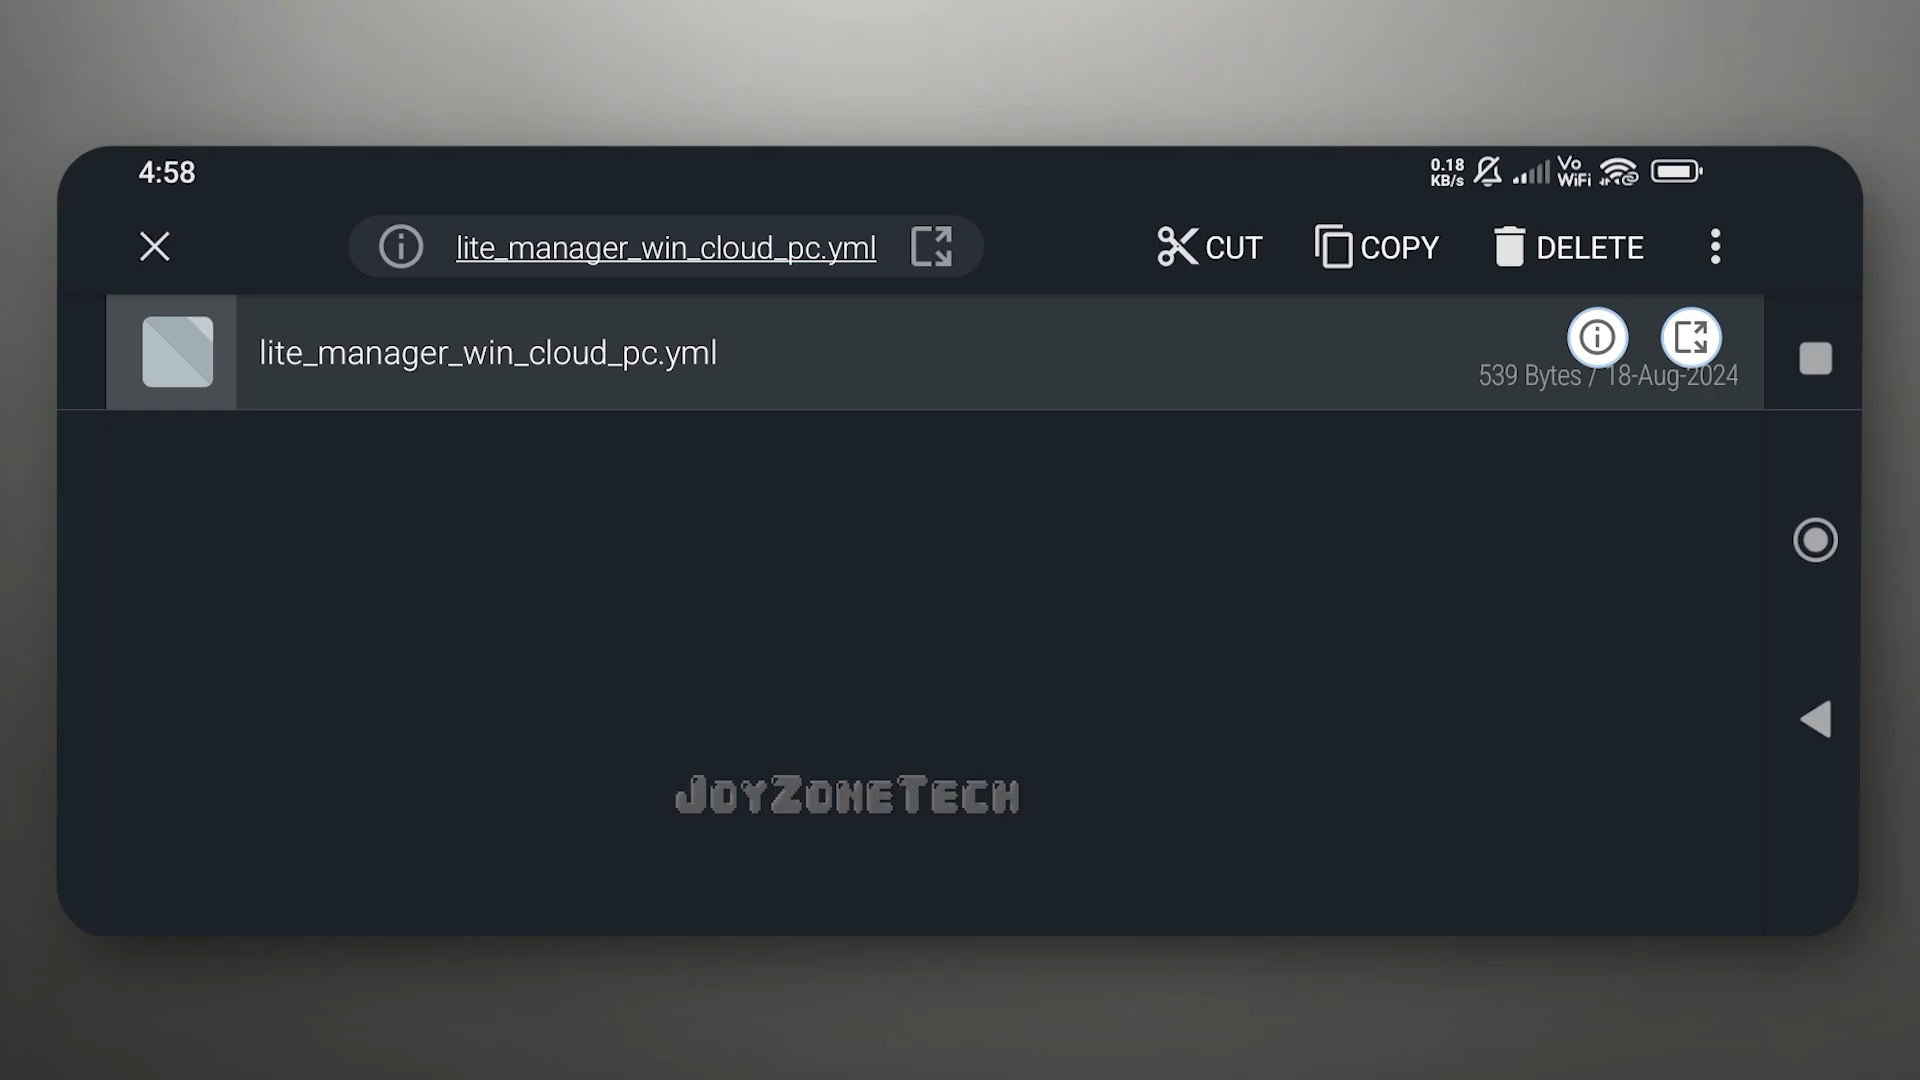 4:58
0.18 KB/s
Vo WiFi
lite_manager_win_cloud_pc.yml
CUT
COPY
DELETE
lite_manager_win_cloud_pc.yml
539 Bytes / 18-Aug-2024
JoyZoneTech